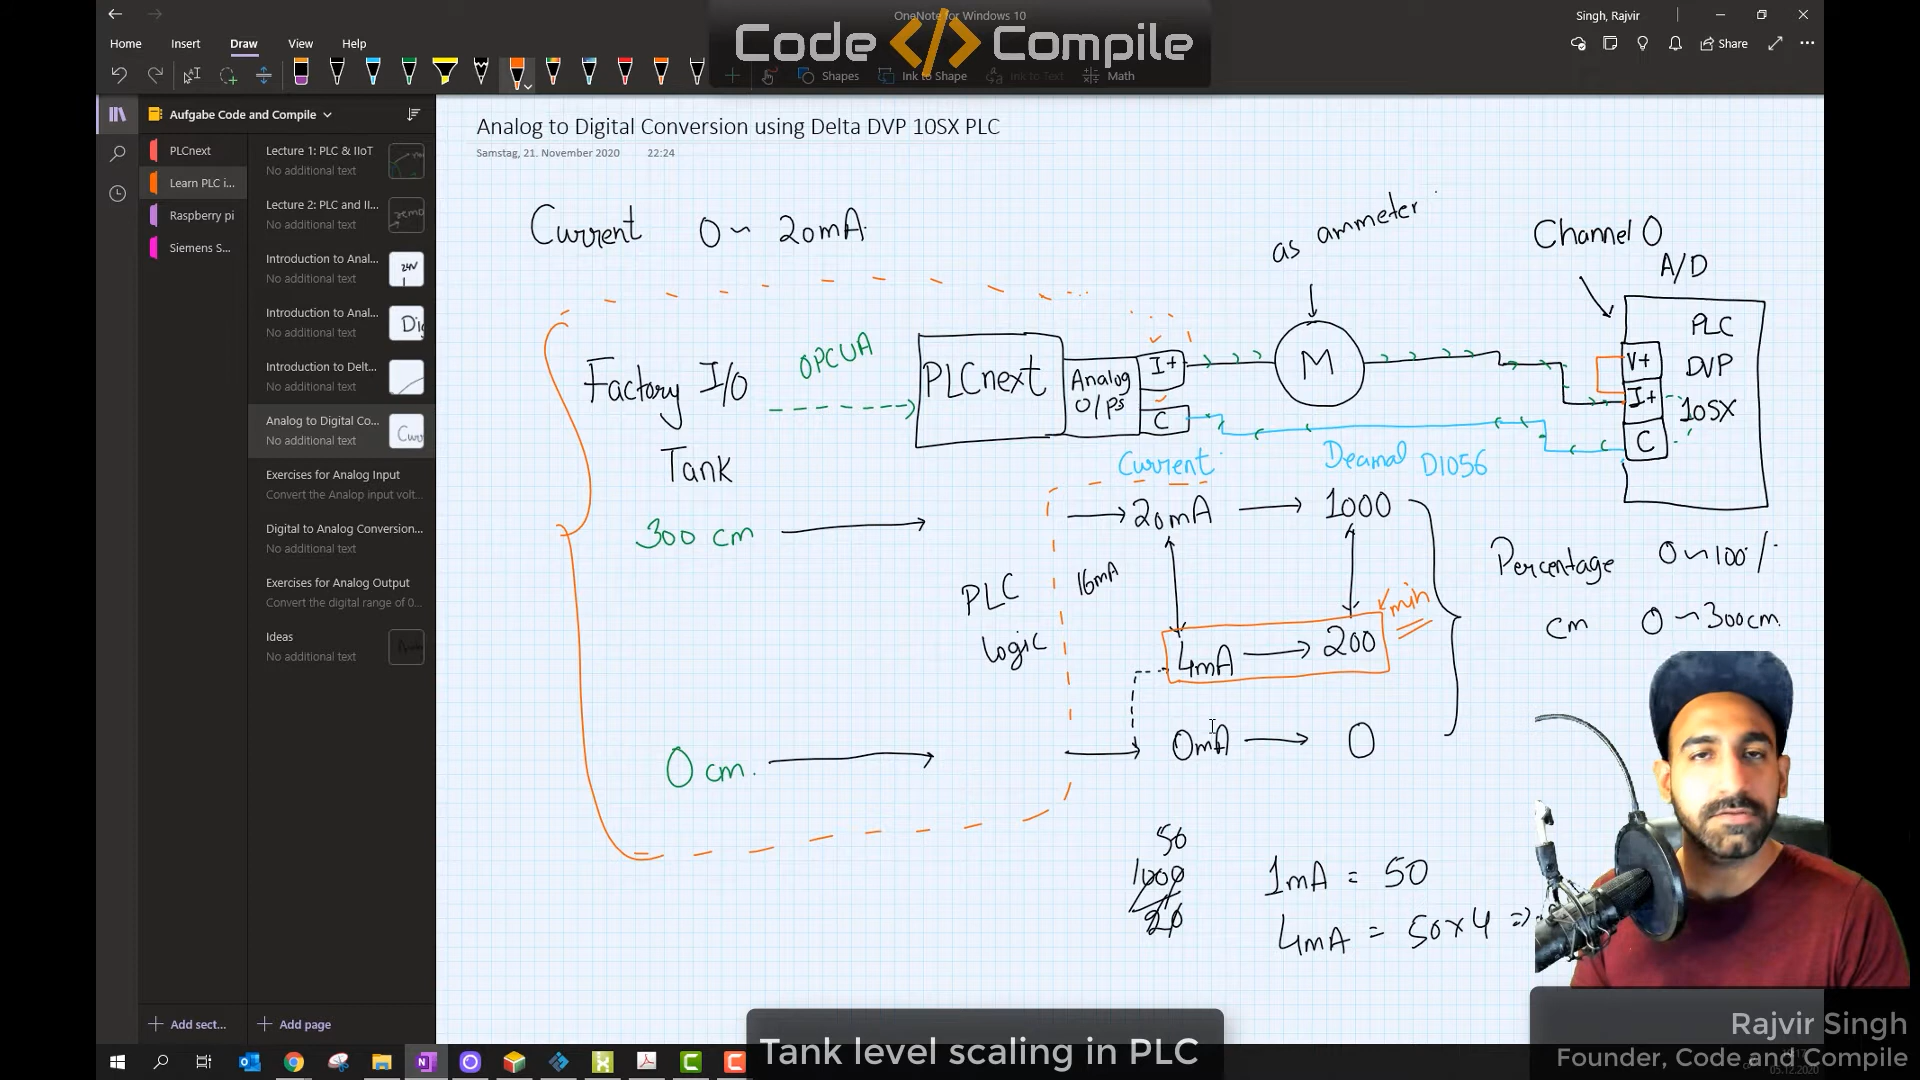 OneNote for Windows 10
Singh, Rajvir
Code </> Compile
Home
Insert
Draw
View
Help
Share
Shapes
Ink to Shape
Ink to Text
Math
Aufgabe Code and Compile
PLCnext
Learn PLC i...
Raspberry pi
Siemens S...
Lecture 1: PLC & IIoT
No additional text
Lecture 2: PLC and II...
No additional text
Introduction to Anal...
No additional text
Introduction to Anal...
No additional text
Introduction to Delt...
No additional text
Analog to Digital Co...
No additional text
Exercises for Analog Input
Convert the Analop input volt...
Digital to Analog Conversion...
No additional text
Exercises for Analog Output
Convert the digital range of 0...
Ideas
No additional text
Add sect...
Add page
Analog to Digital Conversion using Delta DVP 10SX PLC
Samstag, 21. November 2020 22:24
Current 0 ~ 20mA
as ammeter
Channel 0
A/D
Factory I/O
OPCUA
PLCnext
Analog
O/Ps
I+
C
M
V+
I+
C
PLC
DVP
10SX
Tank
Current
Decimal D1056
300 cm
20mA → 1000
16mA
PLC
logic
min
4mA → 200
0 cm.
0mA → 0
Percentage 0~100%
cm 0 ~300cm.
50
1000
20
1mA = 50
4mA = 50x4 =>
Tank level scaling in PLC
Rajvir Singh
Founder, Code and Compile
05.12.2020